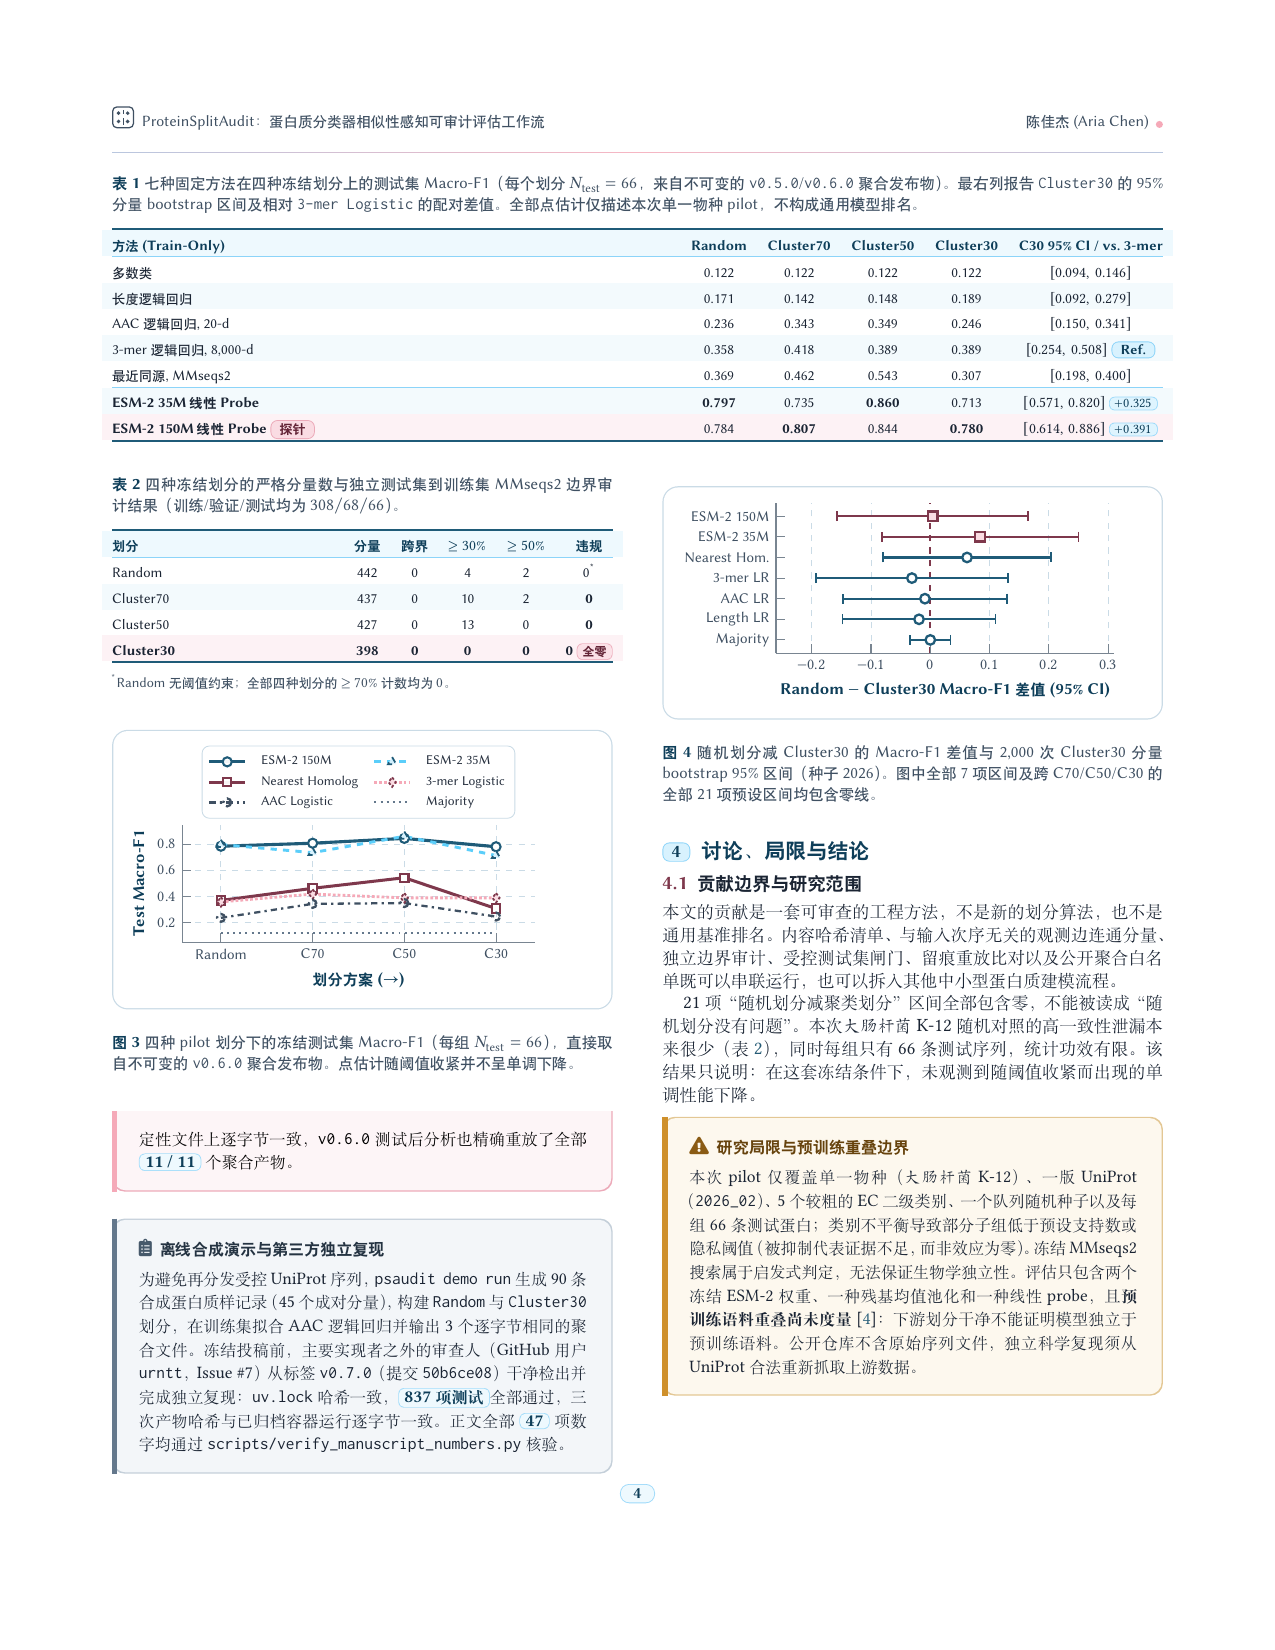 ProteinSplitAudit：蛋白质分类器相似性感知可审计评估工作流
陈佳杰 (Aria Chen)
表 1 七种固定方法在四种冻结划分上的测试集 Macro-F1（每个划分 Ntest = 66，来自不可变的 v0.5.0/v0.6.0 聚合发布物）。最右列报告 Cluster30 的 95%
分量 bootstrap 区间及相对 3-mer Logistic 的配对差值。全部点估计仅描述本次单一物种 pilot，不构成通用模型排名。
方法 (Train-Only) Random Cluster70 Cluster50 Cluster30 C30 95% CI / vs. 3-mer
多数类 0.122 0.122 0.122 0.122 [0.094, 0.146]
长度逻辑回归 0.171 0.142 0.148 0.189 [0.092, 0.279]
AAC 逻辑回归, 20-d 0.236 0.343 0.349 0.246 [0.150, 0.341]
3-mer 逻辑回归, 8,000-d 0.358 0.418 0.389 0.389 [0.254, 0.508] Ref.
最近同源, MMseqs2 0.369 0.462 0.543 0.307 [0.198, 0.400]
ESM-2 35M 线性 Probe 0.797 0.735 0.860 0.713 [0.571, 0.820] +0.325
ESM-2 150M 线性 Probe 探针 0.784 0.807 0.844 0.780 [0.614, 0.886] +0.391
表 2 四种冻结划分的严格分量数与独立测试集到训练集 MMseqs2 边界审
计结果（训练/验证/测试均为 308/68/66）。
划分 分量 跨界 ≥ 30% ≥ 50% 违规
Random 442 0 4 2 0*
Cluster70 437 0 10 2 0
Cluster50 427 0 13 0 0
Cluster30 398 0 0 0 0 全零
*Random 无阈值约束；全部四种划分的 ≥ 70% 计数均为 0。
ESM-2 150M ESM-2 35M
Nearest Homolog 3-mer Logistic
AAC Logistic Majority
Test Macro-F1
0.8
0.6
0.4
0.2
Random C70 C50 C30
划分方案 (→)
图 3 四种 pilot 划分下的冻结测试集 Macro-F1（每组 Ntest = 66），直接取
自不可变的 v0.6.0 聚合发布物。点估计随阈值收紧并不呈单调下降。
定性文件上逐字节一致，v0.6.0 测试后分析也精确重放了全部
11 / 11 个聚合产物。
离线合成演示与第三方独立复现
为避免再分发受控 UniProt 序列，psaudit demo run 生成 90 条
合成蛋白质样记录（45 个成对分量），构建 Random 与 Cluster30
划分，在训练集拟合 AAC 逻辑回归并输出 3 个逐字节相同的聚
合文件。冻结投稿前，主要实现者之外的审查人（GitHub 用户
urntt, Issue #7）从标签 v0.7.0（提交 50b6ce08）干净检出并
完成独立复现：uv.lock 哈希一致，837 项测试全部通过，三
次产物哈希与已归档容器运行逐字节一致。正文全部 47 项数
字均通过 scripts/verify_manuscript_numbers.py 核验。
ESM-2 150M
ESM-2 35M
Nearest Hom.
3-mer LR
AAC LR
Length LR
Majority
−0.2 −0.1 0 0.1 0.2 0.3
Random − Cluster30 Macro-F1 差值 (95% CI)
图 4 随机划分减 Cluster30 的 Macro-F1 差值与 2,000 次 Cluster30 分量
bootstrap 95% 区间（种子 2026）。图中全部 7 项区间及跨 C70/C50/C30 的
全部 21 项预设区间均包含零线。
4 讨论、局限与结论
4.1 贡献边界与研究范围
本文的贡献是一套可审查的工程方法，不是新的划分算法，也不是
通用基准排名。内容哈希清单、与输入次序无关的观测边连通分量、
独立边界审计、受控测试集闸门、留痕重放比对以及公开聚合白名
单既可以串联运行，也可以拆入其他中小型蛋白质建模流程。
21 项“随机划分减聚类划分”区间全部包含零，不能被读成“随
机划分没有问题”。本次大肠杆菌 K-12 随机对照的高一致性泄漏本
来很少（表 2），同时每组只有 66 条测试序列，统计功效有限。该
结果只说明：在这套冻结条件下，未观测到随阈值收紧而出现的单
调性能下降。
研究局限与预训练重叠边界
本次 pilot 仅覆盖单一物种（大肠杆菌 K-12）、一版 UniProt
（2026_02）、5 个较粗的 EC 二级类别、一个队列随机种子以及每
组 66 条测试蛋白；类别不平衡导致部分子组低于预设支持数或
隐私阈值（被抑制代表证据不足，而非效应为零）。冻结 MMseqs2
搜索属于启发式判定，无法保证生物学独立性。评估只包含两个
冻结 ESM-2 权重、一种残基均值池化和一种线性 probe，且预
训练语料重叠尚未度量 [4]：下游划分干净不能证明模型独立于
预训练语料。公开仓库不含原始序列文件，独立科学复现须从
UniProt 合法重新抓取上游数据。
4